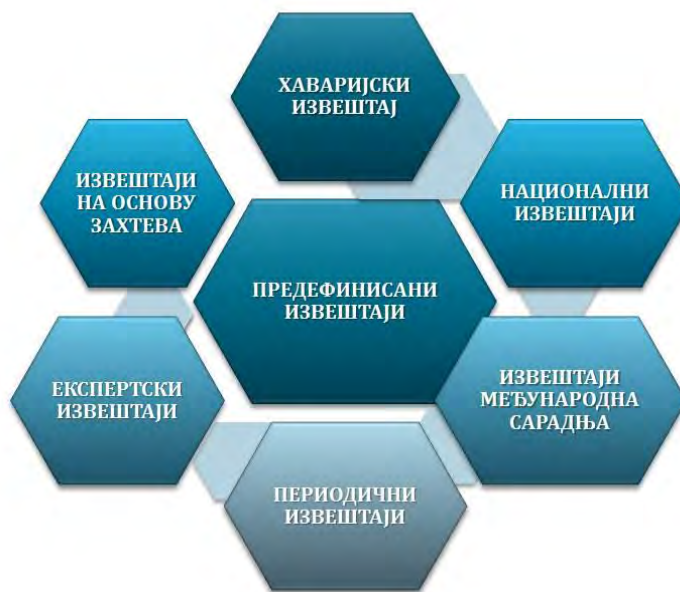 ХАВАРИЈСКИ
ИЗВЕШТАЈ
ИЗВЕШТАЈИ
НА ОСНОВУ
ЗАХТЕВА
НАЦИОНАЛНИ
ИЗВЕШТАЈИ
ПРЕДЕФИНИСАНИ
ИЗВЕШТАЈИ
ЕКСПЕРТСКИ
ИЗВЕШТАЈИ
ИЗВЕШТАЈИ
МЕЂУНАРОДНА
САРАДЊА
ПЕРИОДИЧНИ
ИЗВЕШТАЈИ